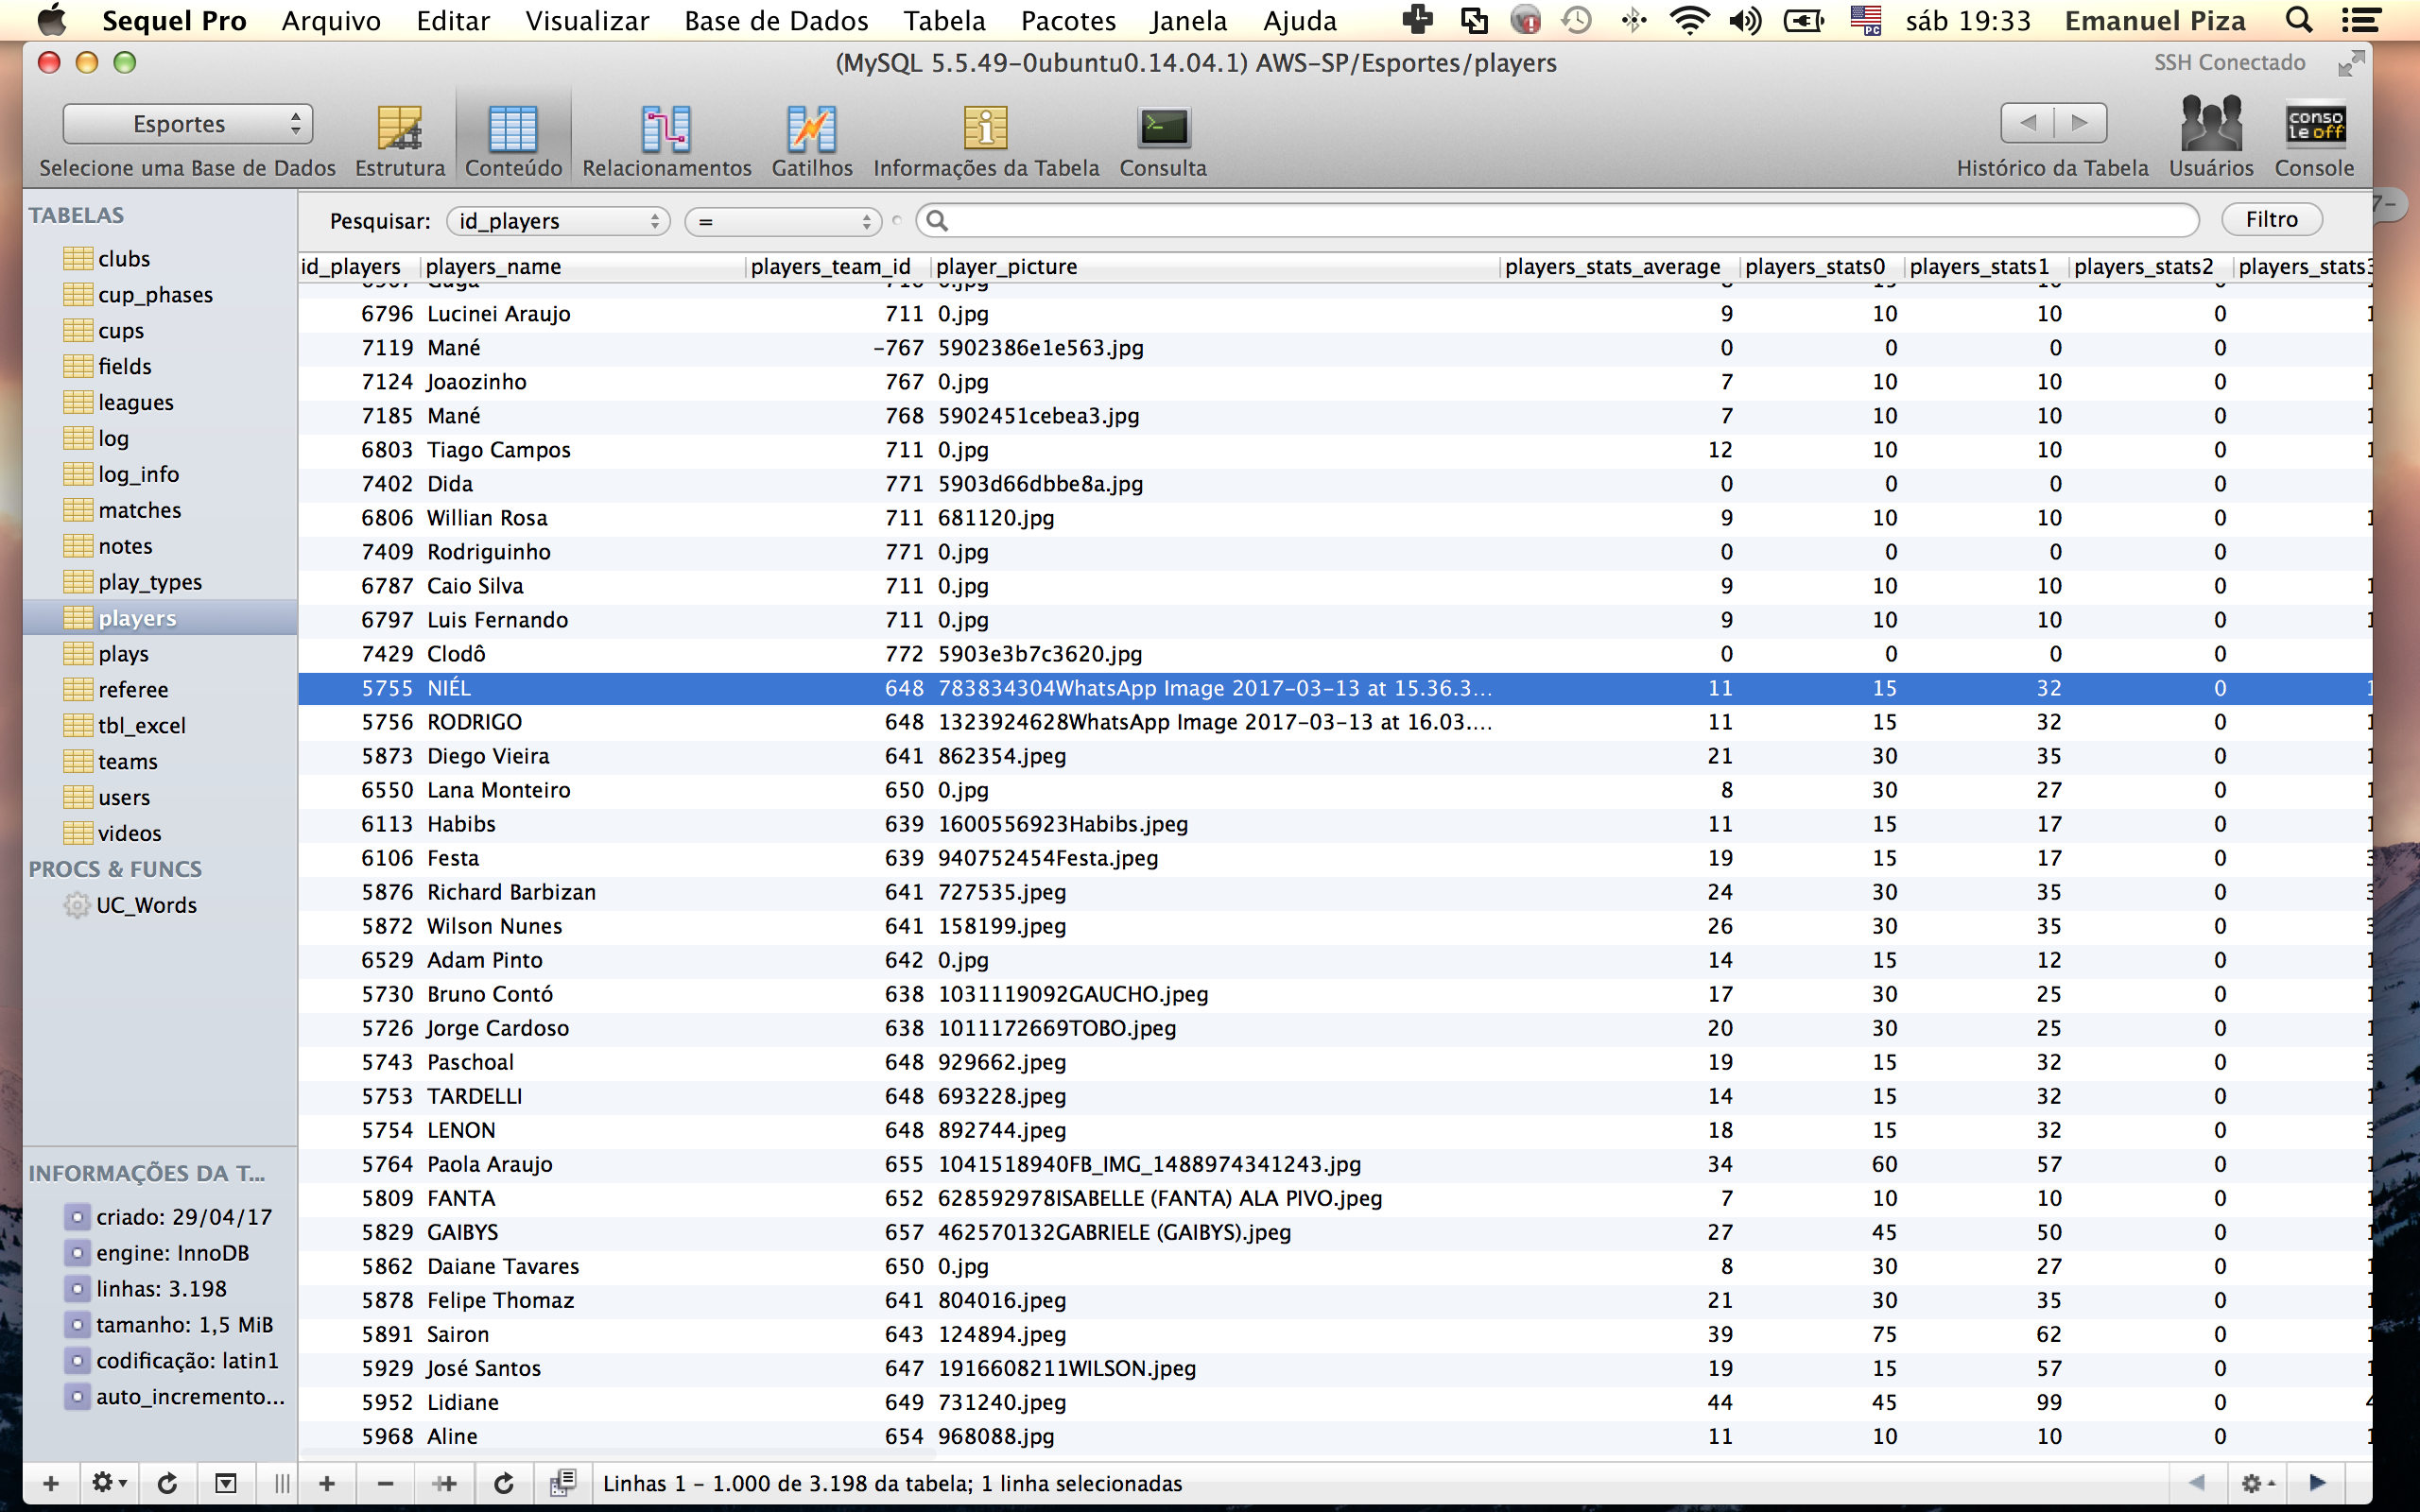 Sequel Pro Arquivo Editar Visualizar Base de Dados Tabela Pacotes Janela Ajuda PC sáb 19:33 Emanuel Piza
(MySQL 5.5.49-0ubuntu0.14.04.1) AWS-SP/Esportes/players SSH Conectado
Esportes
conso
le off
Selecione uma Base de Dados Estrutura Conteúdo Relacionamentos Gatilhos Informações da Tabela Consulta Histórico da Tabela Usuários Console
TABELAS
clubs
cup_phases
cups
fields
leagues
log
log_info
matches
notes
play_types
players
plays
referee
tbl_excel
teams
users
videos
PROCS & FUNCS
UC_Words
INFORMAÇÕES DA T...
criado: 29/04/17
engine: InnoDB
linhas: 3.198
tamanho: 1,5 MiB
codificação: latin1
auto_incremento...
Pesquisar: id_players = Filtro
id_players players_name players_team_id player_picture players_stats_average players_stats0 players_stats1 players_stats2 players_stats3
6796 Lucinei Araujo 711 0.jpg 9 10 10 0
7119 Mané -767 5902386e1e563.jpg 0 0 0 0
7124 Joaozinho 767 0.jpg 7 10 10 0
7185 Mané 768 5902451cebea3.jpg 7 10 10 0
6803 Tiago Campos 711 0.jpg 12 10 10 0
7402 Dida 771 5903d66dbbe8a.jpg 0 0 0 0
6806 Willian Rosa 711 681120.jpg 9 10 10 0
7409 Rodriguinho 771 0.jpg 0 0 0 0
6787 Caio Silva 711 0.jpg 9 10 10 0
6797 Luis Fernando 711 0.jpg 9 10 10 0
7429 Clodô 772 5903e3b7c3620.jpg 0 0 0 0
5755 NIÉL 648 783834304WhatsApp Image 2017-03-13 at 15.36.3... 11 15 32 0
5756 RODRIGO 648 1323924628WhatsApp Image 2017-03-13 at 16.03.... 11 15 32 0
5873 Diego Vieira 641 862354.jpeg 21 30 35 0
6550 Lana Monteiro 650 0.jpg 8 30 27 0
6113 Habibs 639 1600556923Habibs.jpeg 11 15 17 0
6106 Festa 639 940752454Festa.jpeg 19 15 17 0
5876 Richard Barbizan 641 727535.jpeg 24 30 35 0
5872 Wilson Nunes 641 158199.jpeg 26 30 35 0
6529 Adam Pinto 642 0.jpg 14 15 12 0
5730 Bruno Contó 638 1031119092GAUCHO.jpeg 17 30 25 0
5726 Jorge Cardoso 638 1011172669TOBO.jpeg 20 30 25 0
5743 Paschoal 648 929662.jpeg 19 15 32 0
5753 TARDELLI 648 693228.jpeg 14 15 32 0
5754 LENON 648 892744.jpeg 18 15 32 0
5764 Paola Araujo 655 1041518940FB_IMG_1488974341243.jpg 34 60 57 0
5809 FANTA 652 628592978ISABELLE (FANTA) ALA PIVO.jpeg 7 10 10 0
5829 GAIBYS 657 462570132GABRIELE (GAIBYS).jpeg 27 45 50 0
5862 Daiane Tavares 650 0.jpg 8 30 27 0
5878 Felipe Thomaz 641 804016.jpeg 21 30 35 0
5891 Sairon 643 124894.jpeg 39 75 62 0
5929 José Santos 647 1916608211WILSON.jpeg 19 15 57 0
5952 Lidiane 649 731240.jpeg 44 45 99 0
5968 Aline 654 968088.jpg 11 10 10 0
Linhas 1 - 1.000 de 3.198 da tabela; 1 linha selecionadas